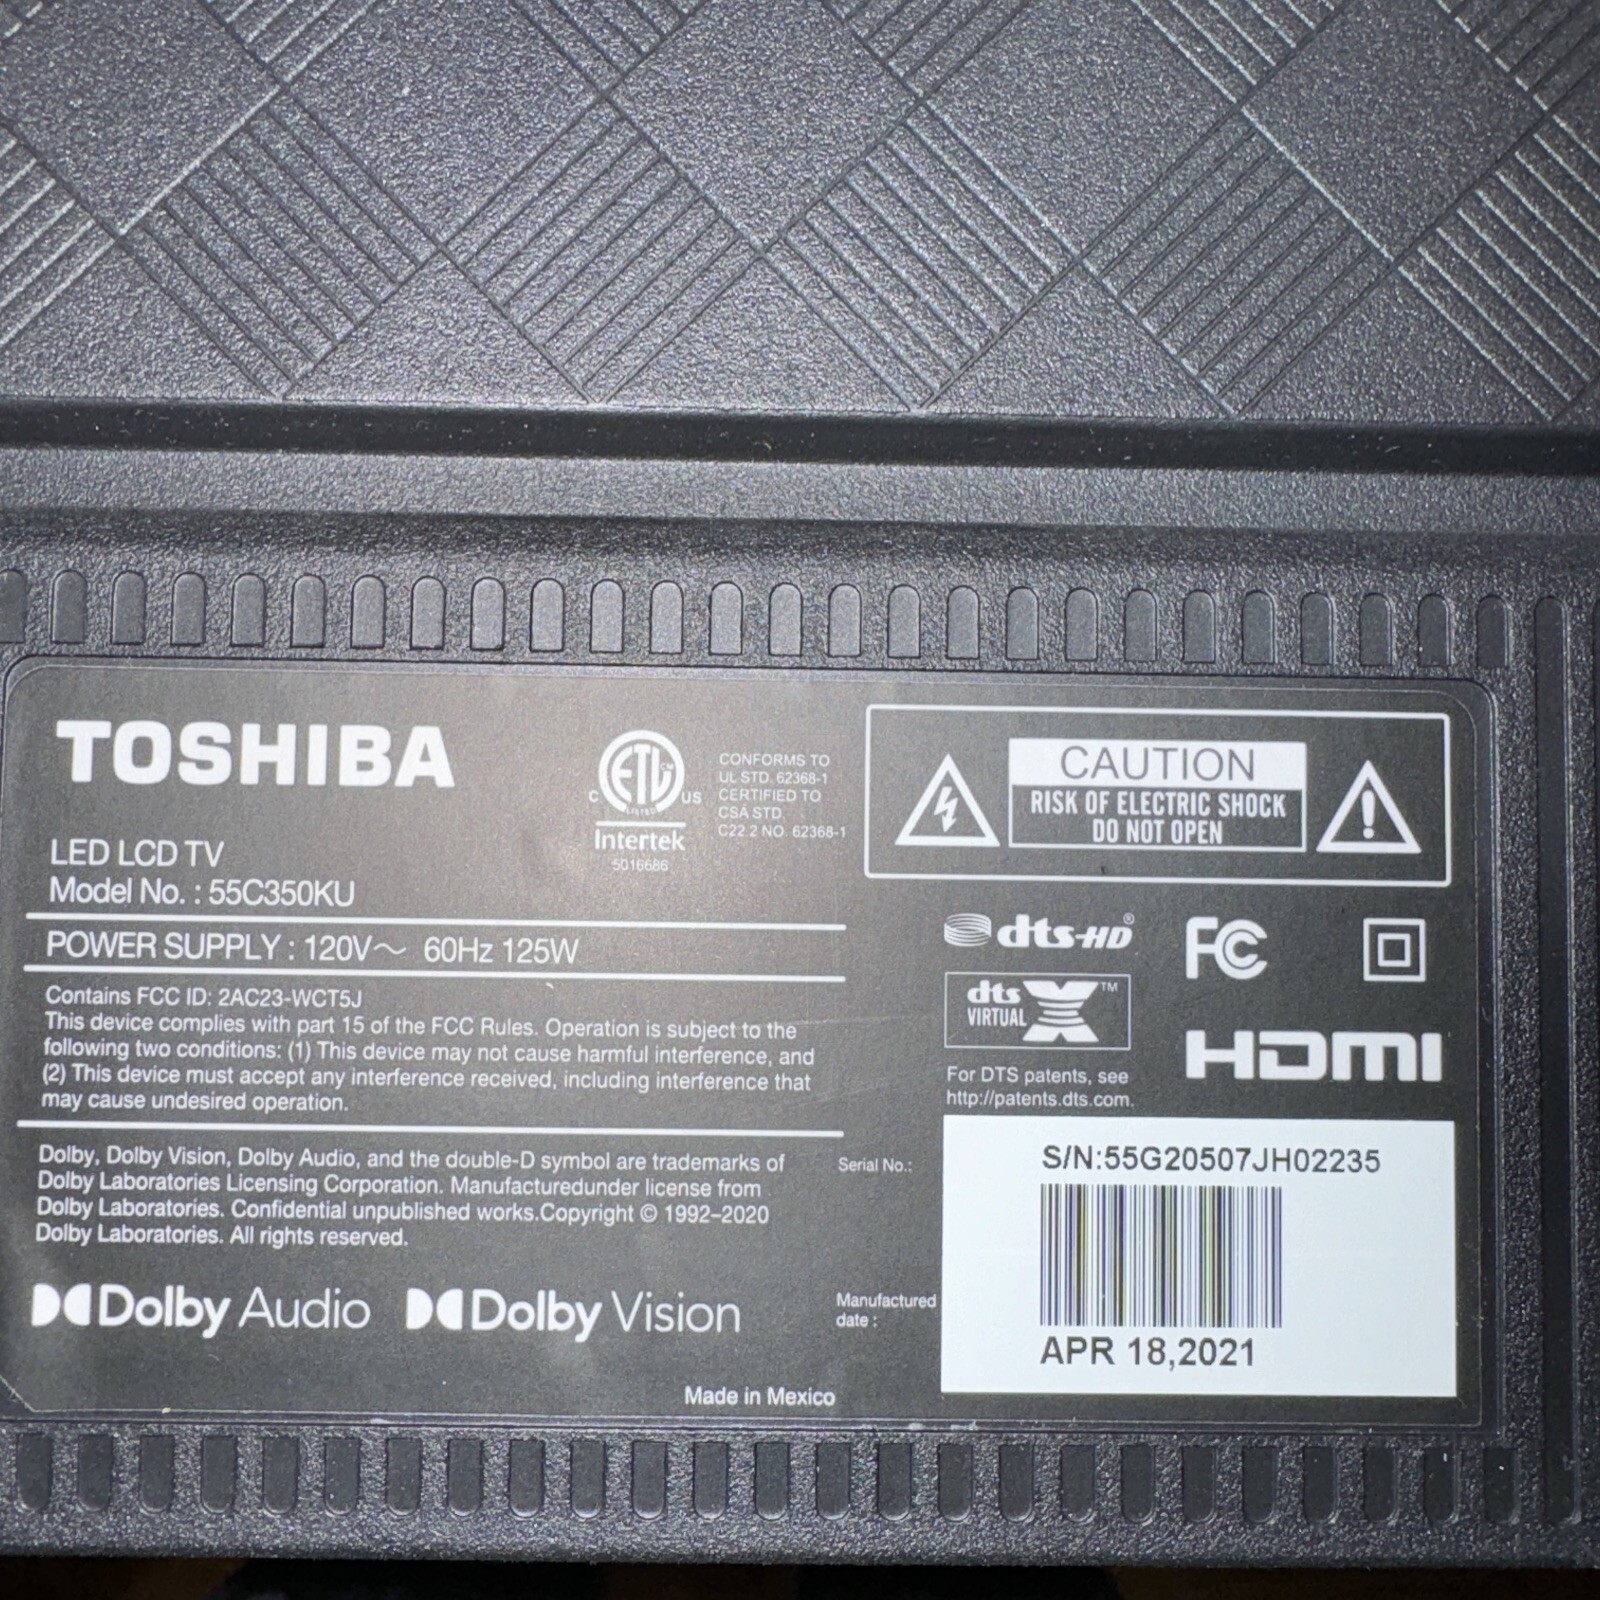 TOSHIBA
LED LCD TV
Model No. : 55C350KU
POWER SUPPLY : 120V～ 60Hz 125W
Contains FCC ID: 2AC23-WCT5J
This device complies with part 15 of the FCC Rules. Operation is subject to the
following two conditions: (1) This device may not cause harmful interference, and
(2) This device must accept any interference received, including interference that
may cause undesired operation.
Dolby, Dolby Vision, Dolby Audio, and the double-D symbol are trademarks of
Dolby Laboratories Licensing Corporation. Manufacturedunder license from
Dolby Laboratories. Confidential unpublished works.Copyright © 1992–2020
Dolby Laboratories. All rights reserved.
Dolby Audio
Dolby Vision
Made in Mexico
ETL CM
LISTED
C US
Intertek
5016686
CONFORMS TO
UL STD. 62368-1
CERTIFIED TO
CSA STD.
C22.2 NO. 62368-1
CAUTION
RISK OF ELECTRIC SHOCK
DO NOT OPEN
dts-HD®
FC
dts X™
VIRTUAL
HDMI
For DTS patents, see
http://patents.dts.com.
Serial No.:
S/N:55G20507JH02235
Manufactured
date :
APR 18,2021